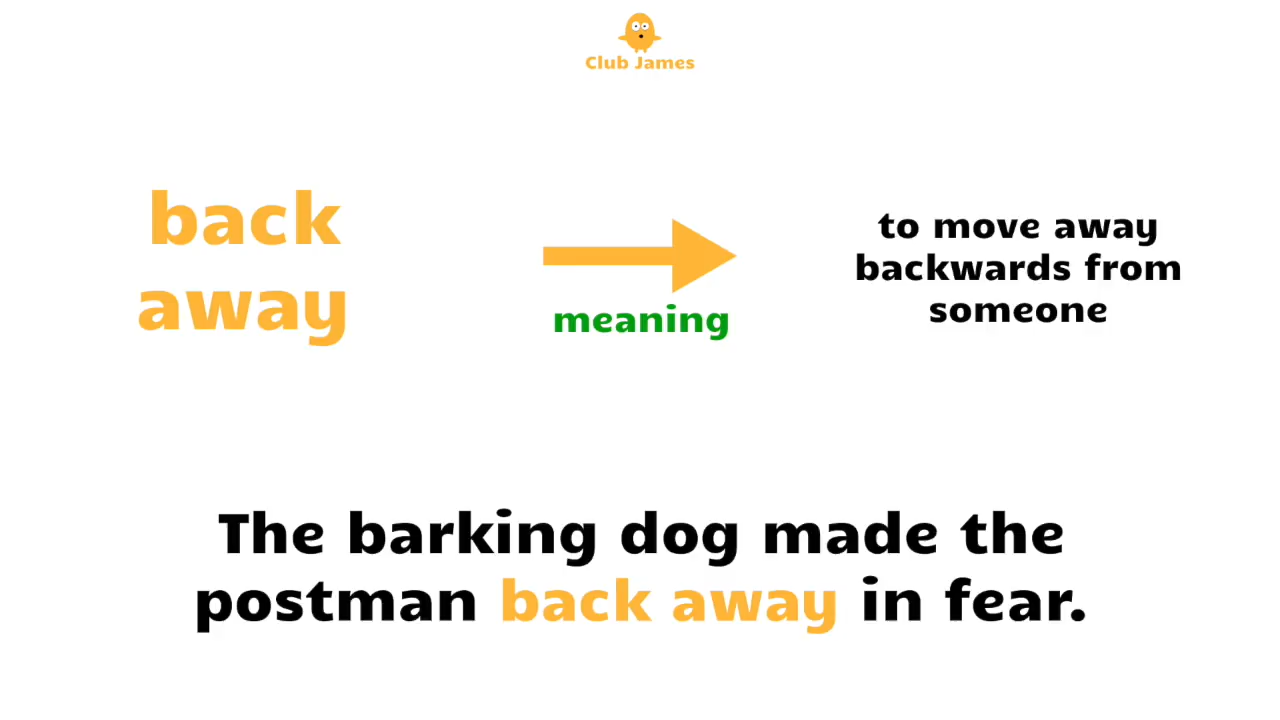 Club James
back
away
meaning
to move away
backwards from
someone
The barking dog made the
postman back away in fear.